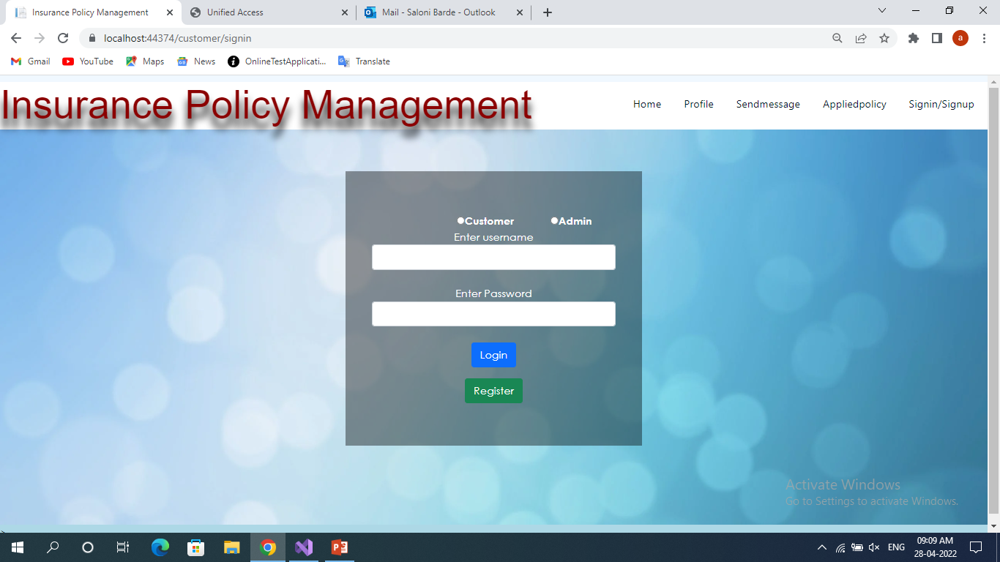 Insurance Policy Management
Unified Access
Mail - Saloni Barde - Outlook
localhost:44374/customer/signin
a
Gmail
YouTube
Maps
News
OnlineTestApplicati...
Translate
Insurance Policy Management
Home
Profile
Sendmessage
Appliedpolicy
Signin/Signup
Customer
Admin
Enter username
Enter Password
Login
Register
Activate Windows
Go to Settings to activate Windows.
ENG
09:09 AM
28-04-2022